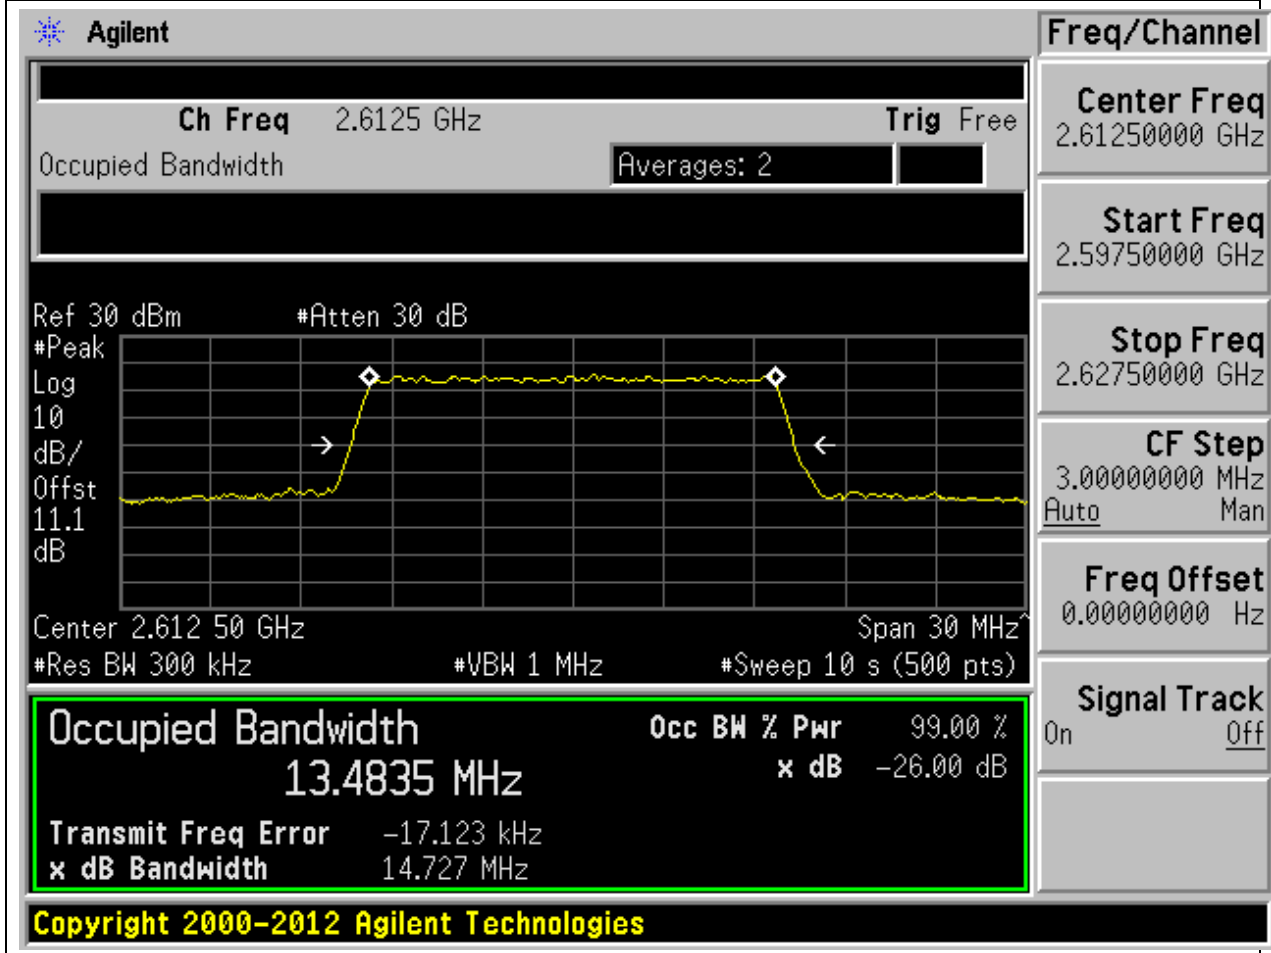 Agilent
Freq/Channel
Ch Freq 2.6125 GHz Trig Free
Occupied Bandwidth Averages: 2
Center Freq
2.61250000 GHz
Start Freq
2.59750000 GHz
Stop Freq
2.62750000 GHz
CF Step
3.00000000 MHz
Auto Man
Freq Offset
0.00000000 Hz
Signal Track
On Off
Ref 30 dBm #Atten 30 dB
#Peak
Log
10
dB/
Offst
11.1
dB
Center 2.612 50 GHz Span 30 MHz^
#Res BW 300 kHz #VBW 1 MHz #Sweep 10 s (500 pts)
Occupied Bandwidth
13.4835 MHz
Occ BW % Pwr 99.00 %
x dB -26.00 dB
Transmit Freq Error -17.123 kHz
x dB Bandwidth 14.727 MHz
Copyright 2000-2012 Agilent Technologies